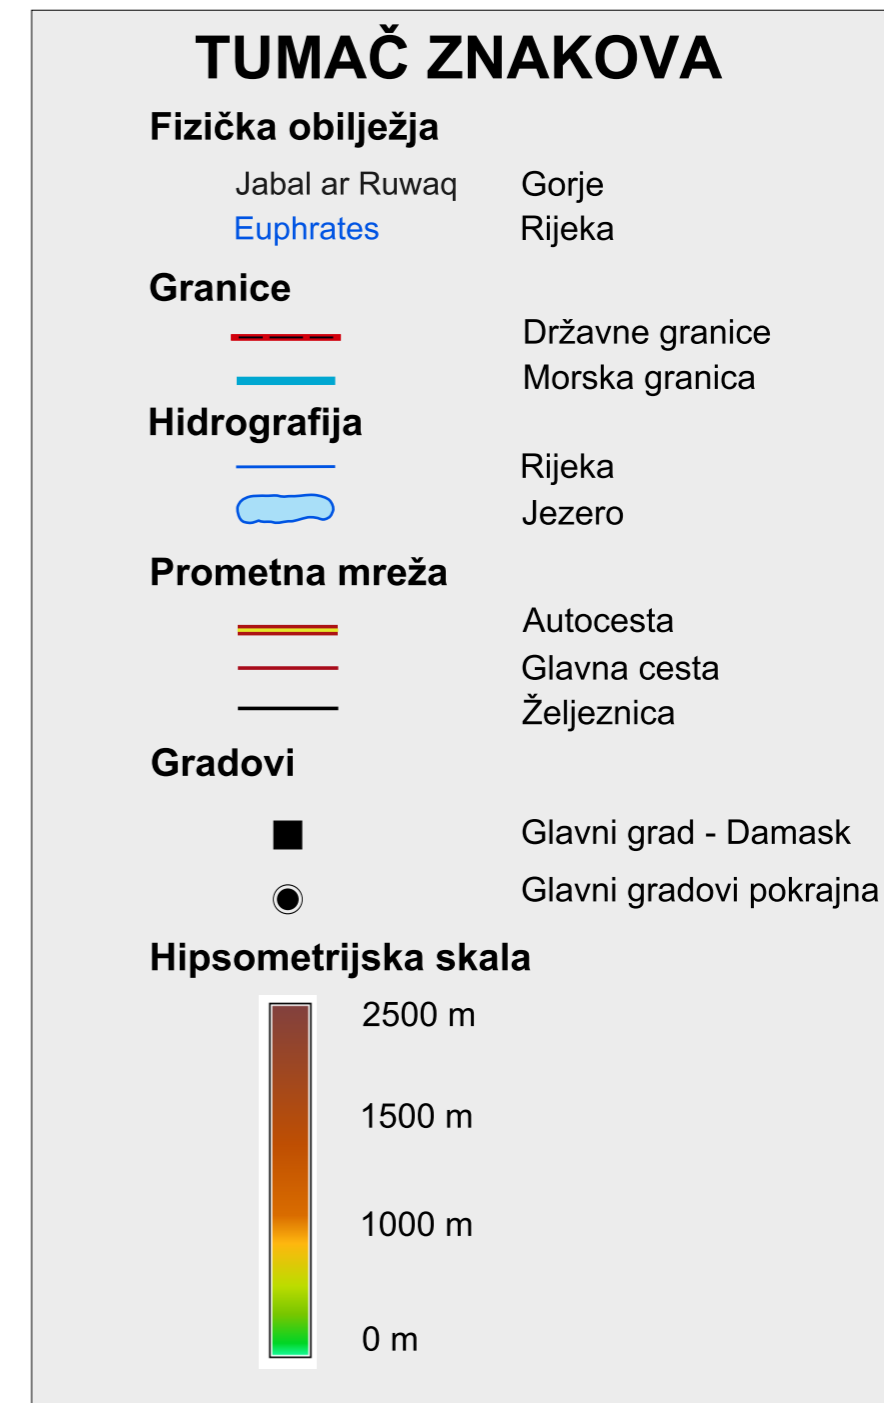 TUMAČ ZNAKOVA
Fizička obilježja
Jabal ar Ruwaq Gorje
Euphrates Rijeka
Granice
Državne granice
Morska granica
Hidrografija
Rijeka
Jezero
Prometna mreža
Autocesta
Glavna cesta
Željeznica
Gradovi
Glavni grad - Damask
Glavni gradovi pokrajna
Hipsometrijska skala
2500 m
1500 m
1000 m
0 m